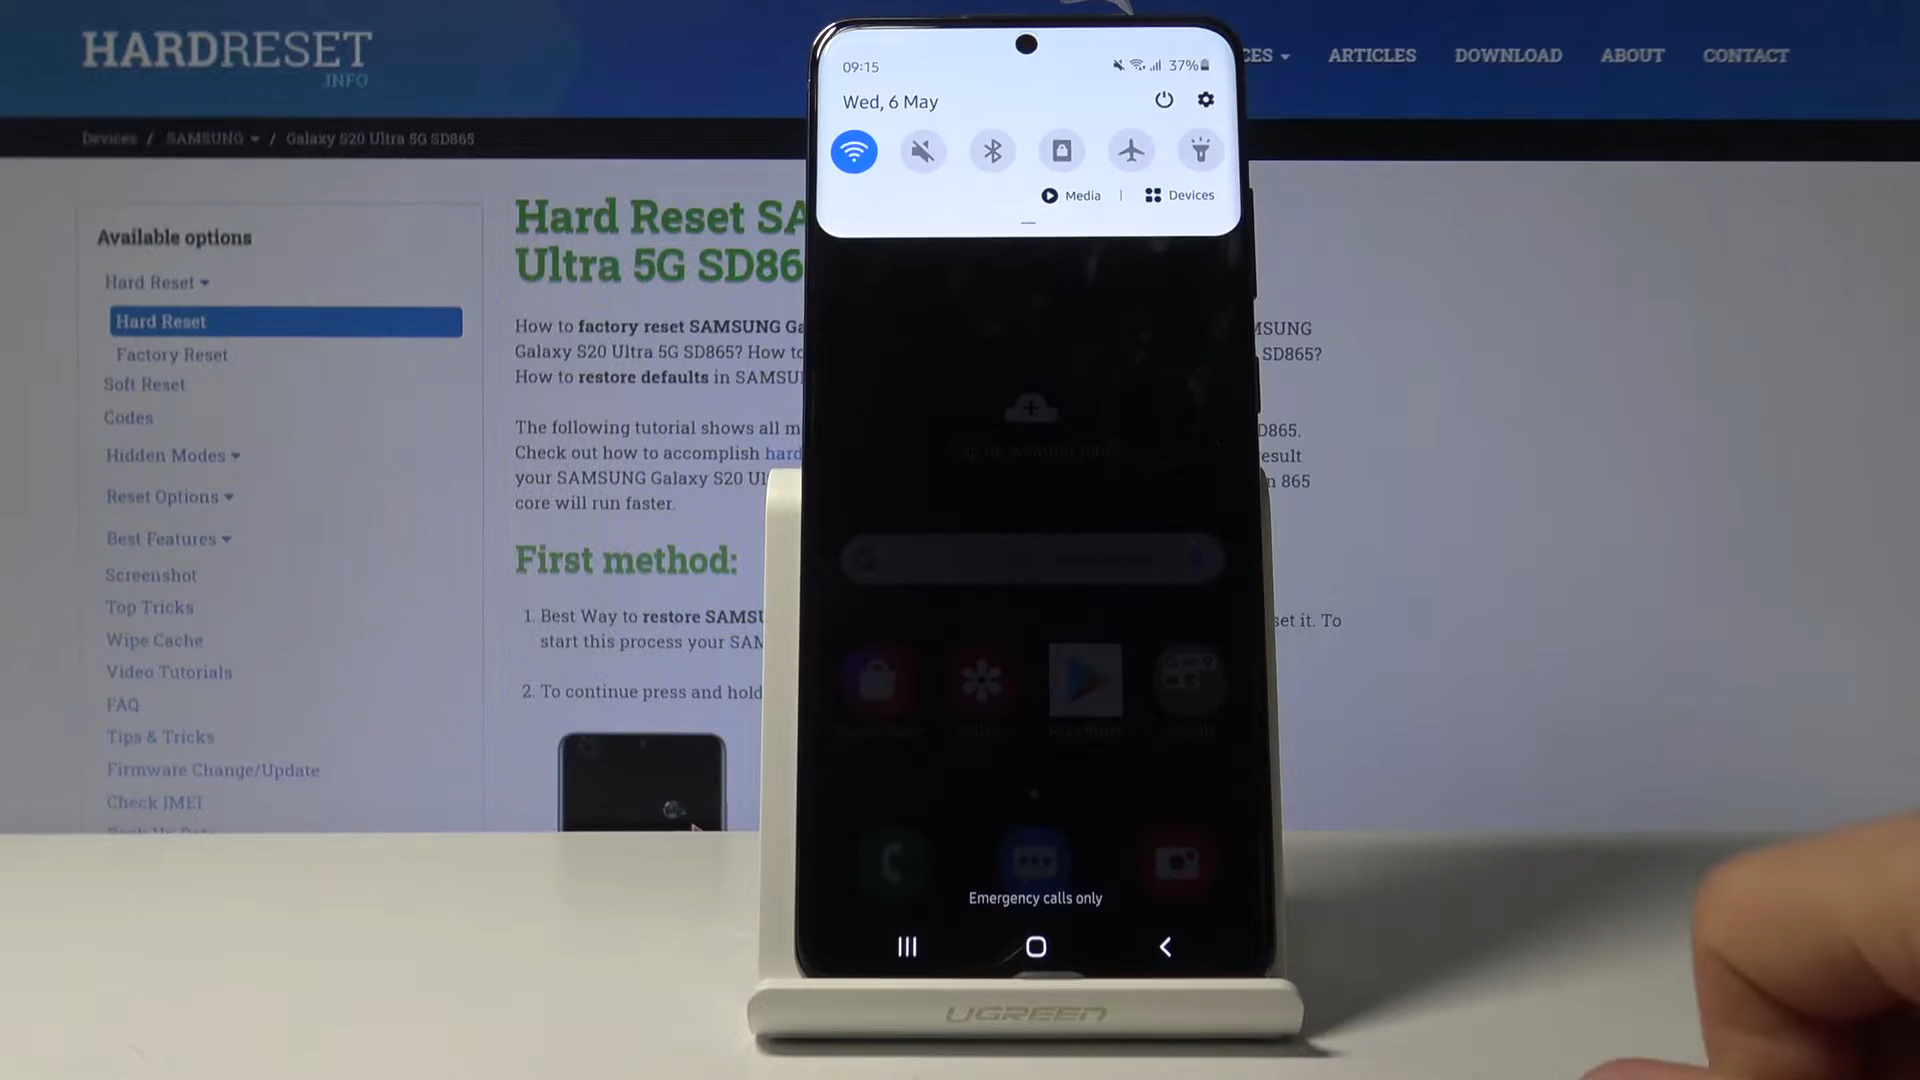 HARDRESET
.INFO
CES
ARTICLES
DOWNLOAD
ABOUT
CONTACT
Devices / SAMSUNG / Galaxy S20 Ultra 5G SD865
Available options
Hard Reset
Hard Reset
Factory Reset
Soft Reset
Codes
Hidden Modes
Reset Options
Best Features
Screenshot
Top Tricks
Wipe Cache
Video Tutorials
FAQ
Tips & Tricks
Firmware Change/Update
Check IMEI
Hard Reset SA
Ultra 5G SD86
How to factory reset SAMSUNG Ga
MSUNG
Galaxy S20 Ultra 5G SD865? How to
SD865?
How to restore defaults in SAMSU
The following tutorial shows all m
D865.
Check out how to accomplish hard
esult
your SAMSUNG Galaxy S20 Ul
n 865
core will run faster.
First method:
1. Best Way to restore SAMSU
set it. To
start this process your SAM
2. To continue press and hold
09:15
37%
Wed, 6 May
Media | Devices
Emergency calls only
UGREEN